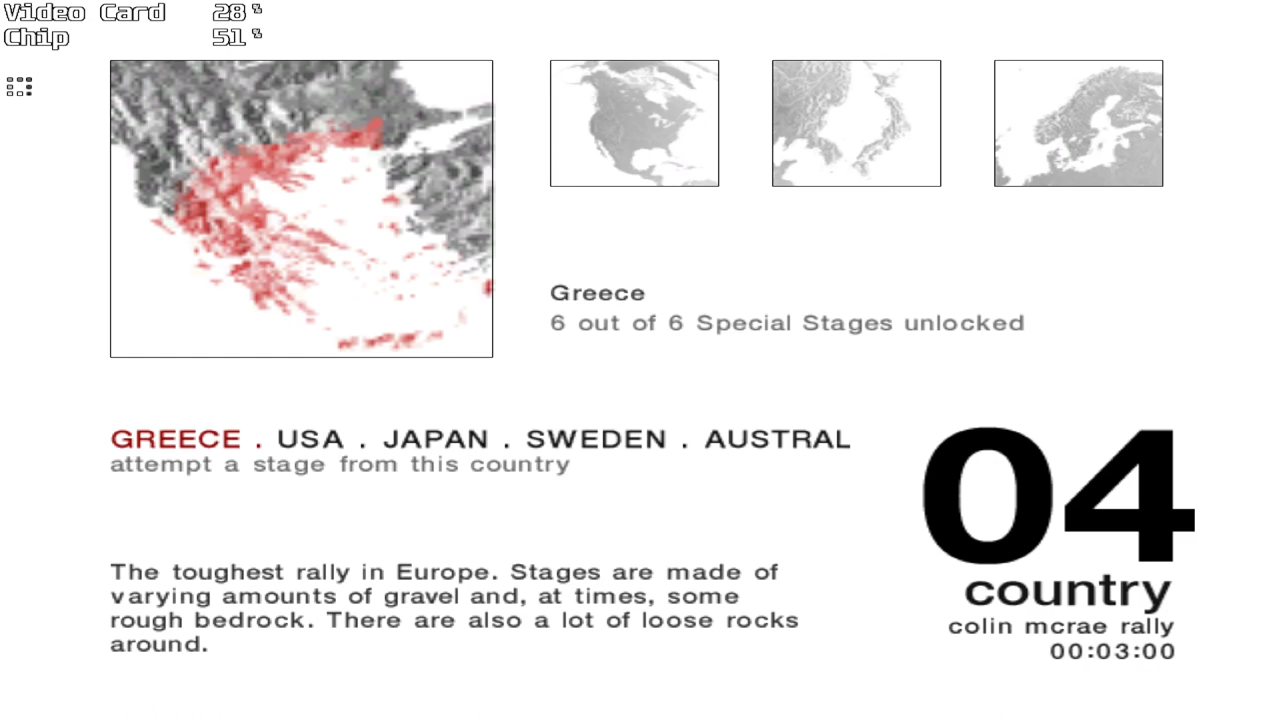 Video Card 28%
Chip 51%
Greece
6 out of 6 Special Stages unlocked
GREECE . USA . JAPAN . SWEDEN . AUSTRAL
attempt a stage from this country
The toughest rally in Europe. Stages are made of
varying amounts of gravel and, at times, some
rough bedrock. There are also a lot of loose rocks
around.
04
country
colin mcrae rally
00:03:00